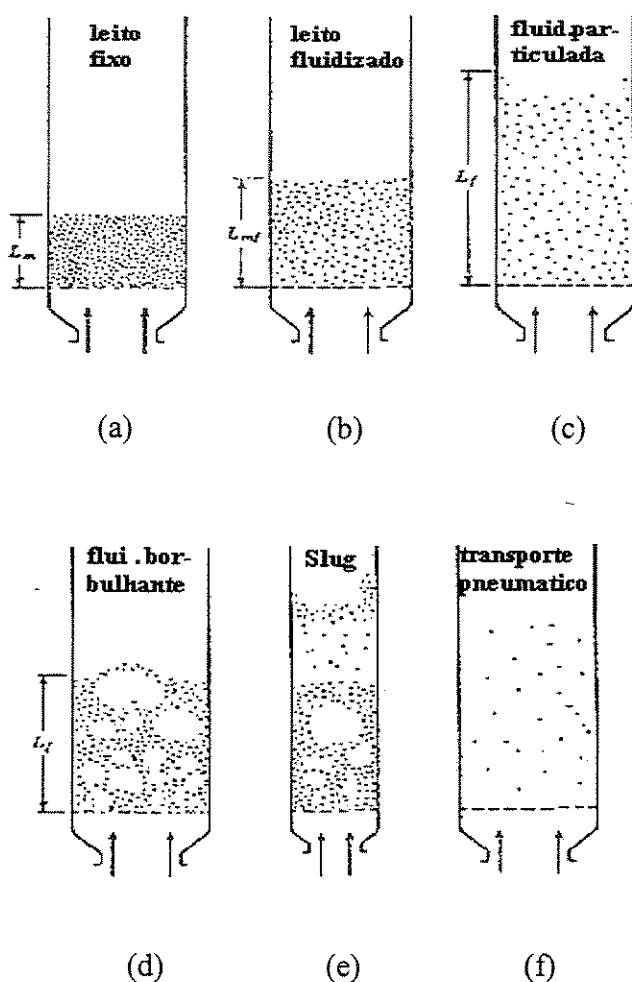 leito
fixo
leito
fluidizado
fluid.par-
ticulada
L_m
L_mf
L_f
(a)
(b)
(c)
flui . bor-
bulhante
Slug
transporte
pneumatico
L_f
(d)
(e)
(f)